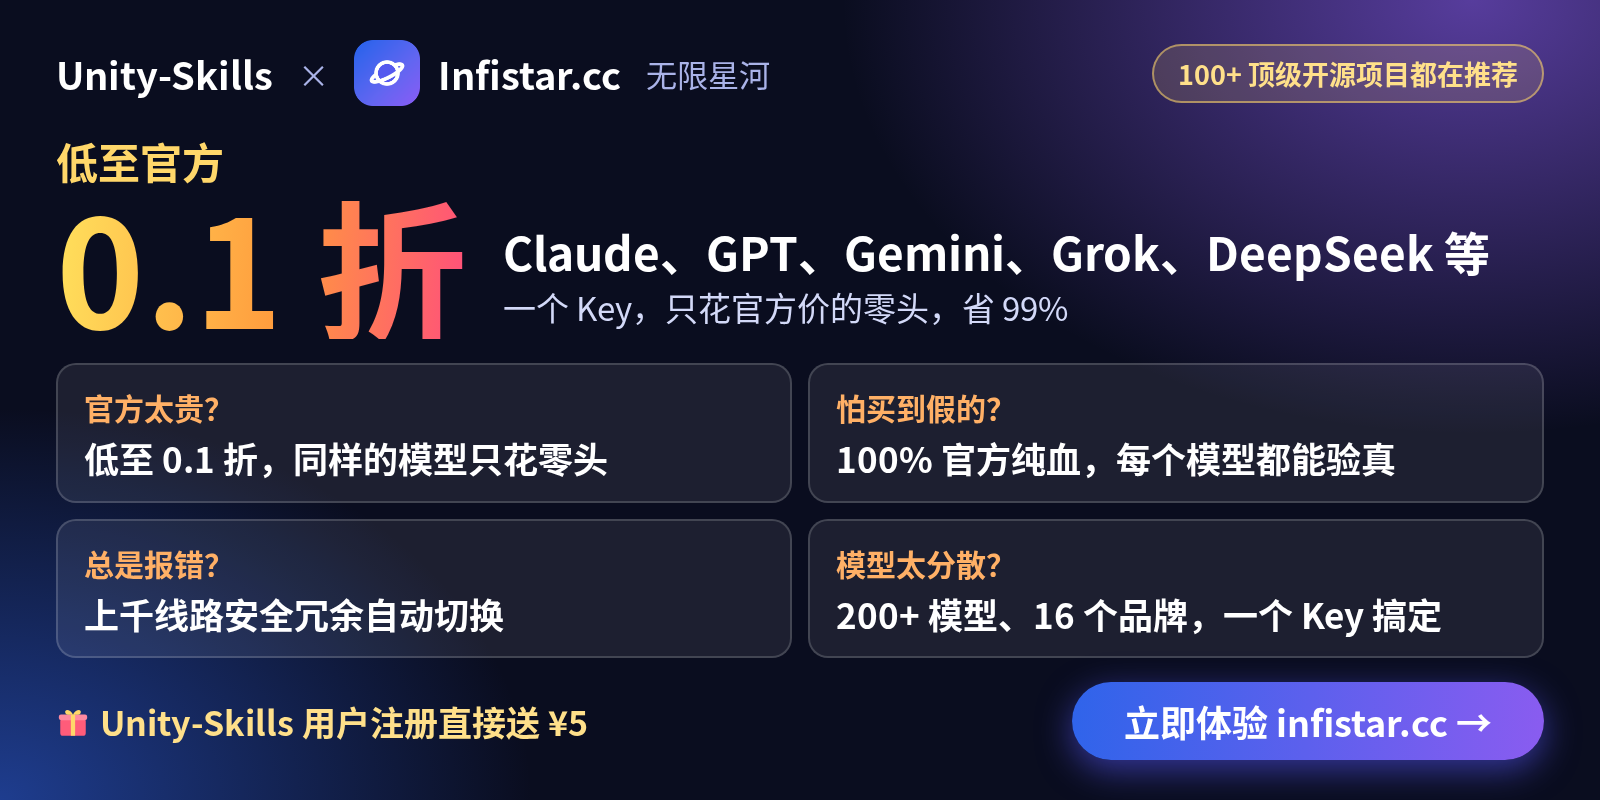 Unity-Skills × Infistar.cc 无限星河
100+ 顶级开源项目都在推荐
低至官方
0.1 折
Claude、GPT、Gemini、Grok、DeepSeek 等
一个 Key，只花官方价的零头，省 99%
官方太贵？
低至 0.1 折，同样的模型只花零头
怕买到假的？
100% 官方纯血，每个模型都能验真
总是报错？
上千线路安全冗余自动切换
模型太分散？
200+ 模型、16 个品牌，一个 Key 搞定
Unity-Skills 用户注册直接送 ¥5
立即体验 infistar.cc →